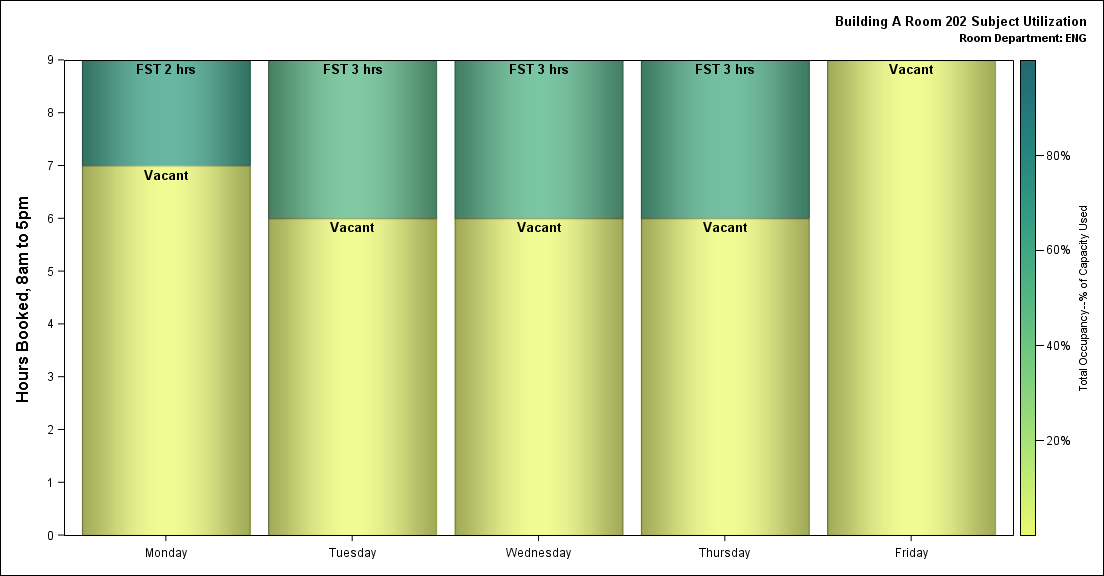 Building A Room 202 Subject Utilization
Room Department: ENG
Hours Booked, 8am to 5pm
9
8
7
6
5
4
3
2
1
0
FST 2 hrs
Vacant
FST 3 hrs
Vacant
FST 3 hrs
Vacant
FST 3 hrs
Vacant
Vacant
Monday
Tuesday
Wednesday
Thursday
Friday
80%
60%
40%
20%
Total Occupancy--% of Capacity Used